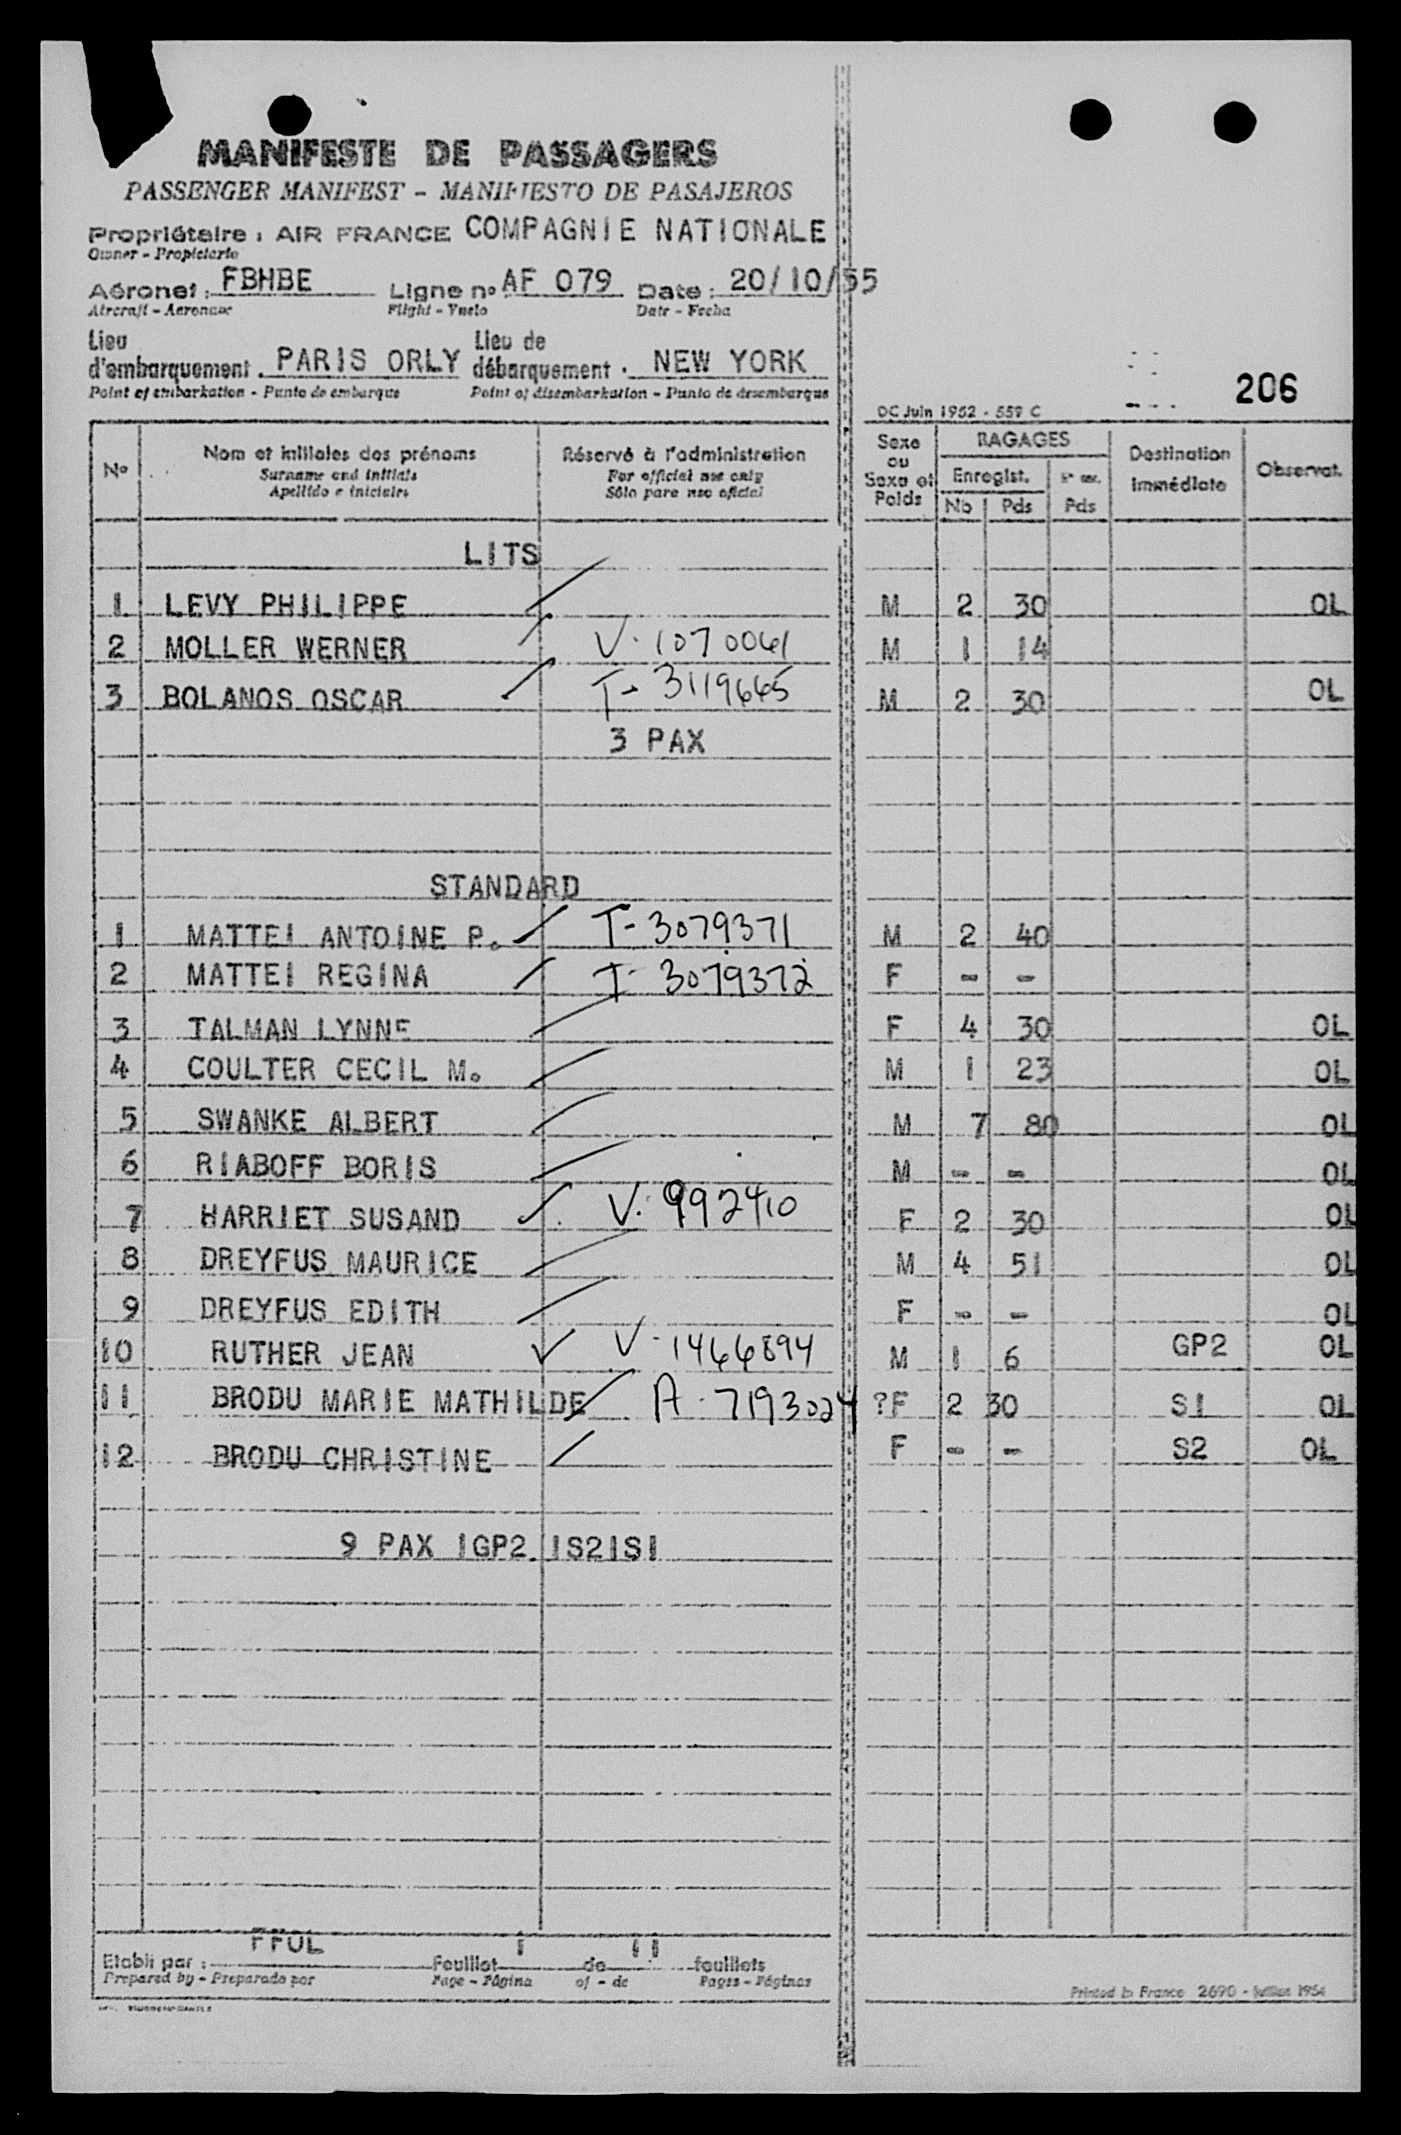 MANIFESTE DE PASSAGERS
PASSENGER MANIFEST - MANIFIESTO DE PASAJEROS
Propriétaire : AIR FRANCE COMPAGNIE NATIONALE
Owner - Propietario
Aéronef : FBHBE Ligne nº AF 079 Date : 20/10/55
Aircraft - Aeronave Flight - Vuelo Date - Fecha
Lieu d'embarquement . PARIS ORLY Lieu de débarquement . NEW YORK
Point of embarkation - Punto de embarque Point of disembarkation - Punto de desembarque
206
DC Juin 1952 - 559 C
Nº Nom et initiales des prénoms Réservé à l'administration Sexe ou Sexe et Poids BAGAGES Destination immédiate Observat.
Surname and initials For official use only Enregist.
Apellido e iniciales Sólo para uso oficial Nb Pds Pds
LITS
1 LEVY PHILIPPE M 2 30 OL
2 MOLLER WERNER V. 1070061 M 1 14
3 BOLANOS OSCAR T- 3119665 M 2 30 OL
3 PAX
STANDARD
1 MATTEI ANTOINE P. T- 3079371 M 2 40
2 MATTEI REGINA T- 3079372 F - -
3 TALMAN LYNNE F 4 30 OL
4 COULTER CECIL M. M 1 23 OL
5 SWANKE ALBERT M 7 80 OL
6 RIABOFF BORIS M - - OL
7 HARRIET SUSAND V. 992410 F 2 30 OL
8 DREYFUS MAURICE M 4 51 OL
9 DREYFUS EDITH F - - OL
10 RUTHER JEAN V- 1466894 M 1 6 GP2 OL
11 BRODU MARIE MATHILDE A- 7193024 ?F 2 30 S1 OL
12 BRODU CHRISTINE F - - S2 OL
9 PAX 1GP2 1S21S1
Etabli par : FFUL Feuillet 1 de 11 feuillets
Prepared by - Preparado por Page - Página of - de Pages - Páginas
Printed in France 2690 - Juillet 1954